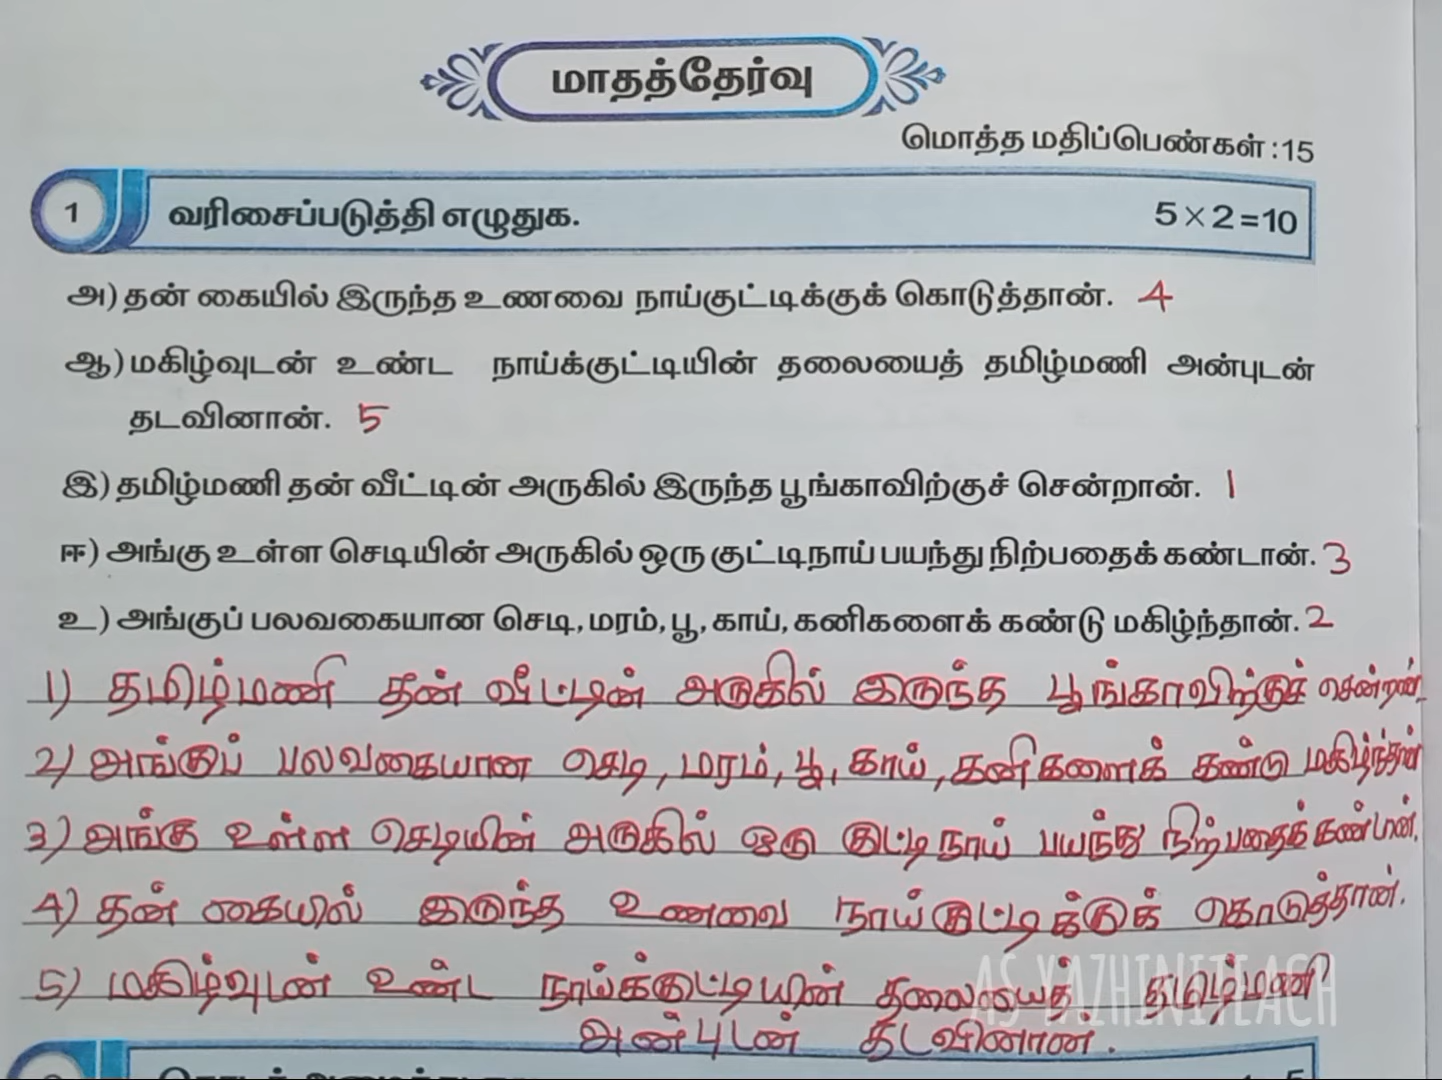 மாதத்தேர்வு
மொத்த மதிப்பெண்கள் :15
1 வரிசைப்படுத்தி எழுதுக. 5×2=10
அ) தன் கையில் இருந்த உணவை நாய்குட்டிக்குக் கொடுத்தான். 4
ஆ) மகிழ்வுடன் உண்ட நாய்க்குட்டியின் தலையைத் தமிழ்மணி அன்புடன்
தடவினான். 5
இ) தமிழ்மணி தன் வீட்டின் அருகில் இருந்த பூங்காவிற்குச் சென்றான். 1
ஈ) அங்கு உள்ள செடியின் அருகில் ஒரு குட்டிநாய் பயந்து நிற்பதைக் கண்டான். 3
உ) அங்குப் பலவகையான செடி, மரம், பூ, காய், கனிகளைக் கண்டு மகிழ்ந்தான். 2
1) தமிழ்மணி தன் வீட்டின் அருகில் இருந்த பூங்காவிற்குச் சென்றான்.
2) அங்குப் பலவகையான செடி, மரம், பூ, காய், கனிகளைக் கண்டு மகிழ்ந்தான்
3) அங்கு உள்ள செடியின் அருகில் ஒரு குட்டிநாய் பயந்து நிற்பதைக் கண்டான்.
4) தன் கையில் இருந்த உணவை நாய்குட்டிக்குக் கொடுத்தான்.
5) மகிழ்வுடன் உண்ட நாய்க்குட்டியின் தலையைத் தமிழ்மணி
அன்புடன் தடவினான்.
AS YAZHINITEACH